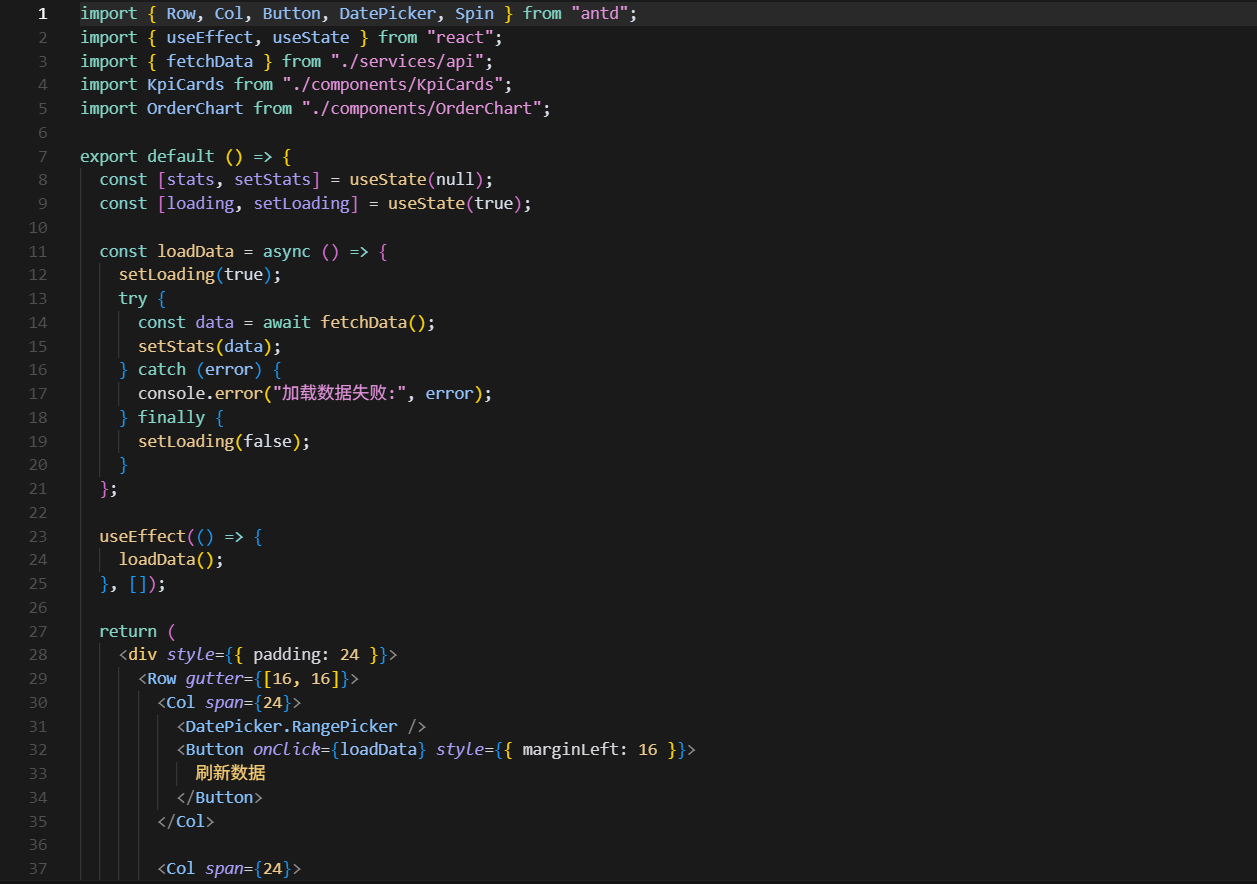 1 import { Row, Col, Button, DatePicker, Spin } from "antd";
2 import { useEffect, useState } from "react";
3 import { fetchData } from "./services/api";
4 import KpiCards from "./components/KpiCards";
5 import OrderChart from "./components/OrderChart";
6
7 export default () => {
8   const [stats, setStats] = useState(null);
9   const [loading, setLoading] = useState(true);
10
11   const loadData = async () => {
12     setLoading(true);
13     try {
14       const data = await fetchData();
15       setStats(data);
16     } catch (error) {
17       console.error("加载数据失败:", error);
18     } finally {
19       setLoading(false);
20     }
21   };
22
23   useEffect(() => {
24     loadData();
25   }, []);
26
27   return (
28     <div style={{ padding: 24 }}>
29       <Row gutter={[16, 16]}>
30         <Col span={24}>
31           <DatePicker.RangePicker />
32           <Button onClick={loadData} style={{ marginLeft: 16 }}>
33             刷新数据
34           </Button>
35         </Col>
36
37         <Col span={24}>